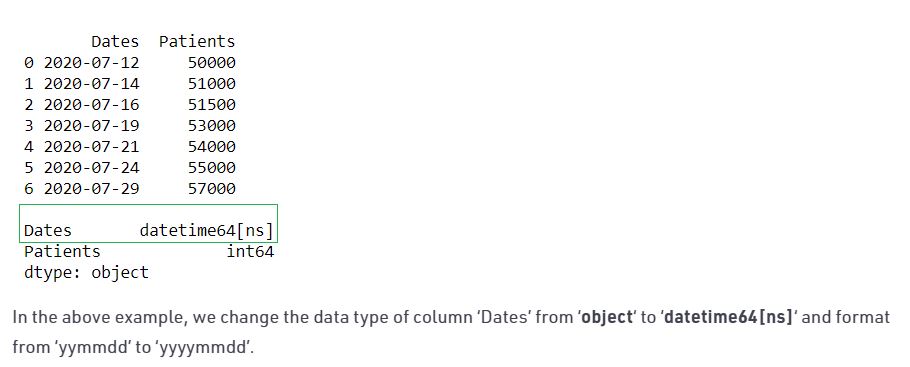 Dates Patients
0 2020-07-12 50000
1 2020-07-14 51000
2 2020-07-16 51500
3 2020-07-19 53000
4 2020-07-21 54000
5 2020-07-24 55000
6 2020-07-29 57000
Dates datetime64[ns]
Patients int64
dtype: object
In the above example, we change the data type of column ‘Dates’ from ‘object‘ to ‘datetime64[ns]‘ and format
from ‘yymmdd’ to ‘yyyymmdd’.